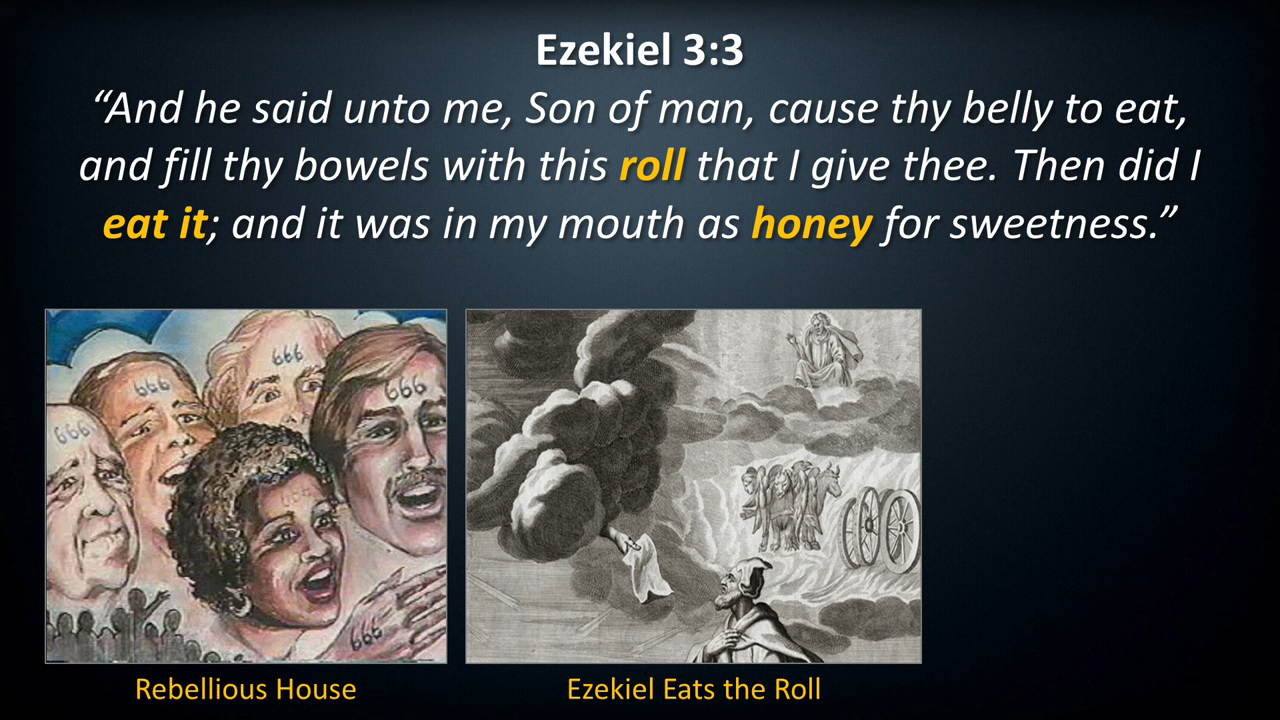 Ezekiel 3:3
“And he said unto me, Son of man, cause thy belly to eat,
and fill thy bowels with this roll that I give thee. Then did I
eat it; and it was in my mouth as honey for sweetness.”
666
666
666
666
666
666
Rebellious House
Ezekiel Eats the Roll